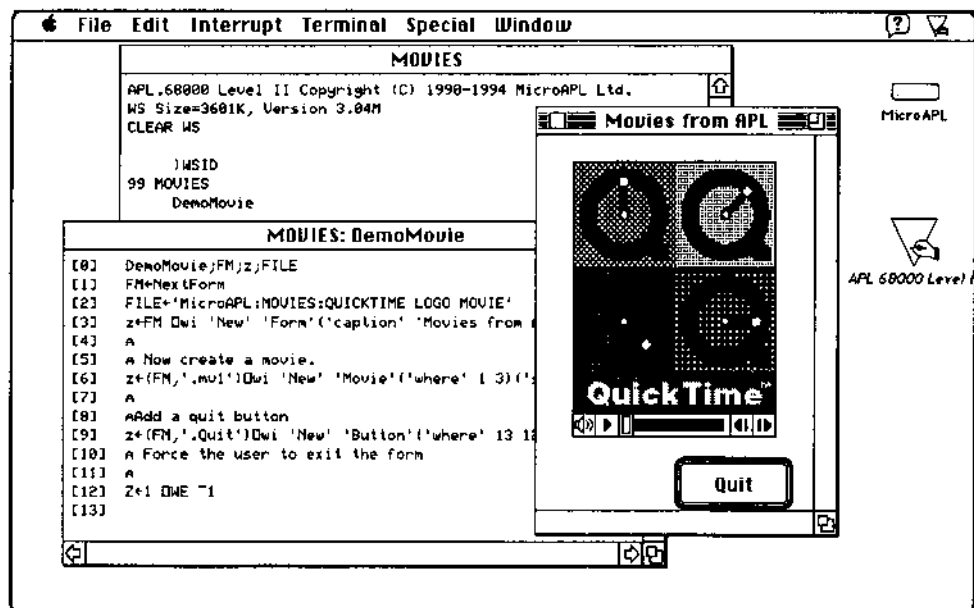 File Edit Interrupt Terminal Special Window
MOVIES
APL.68000 Level II Copyright (C) 1990-1994 MicroAPL Ltd.
WS Size=3601K, Version 3.04M
CLEAR WS
)WSID
99 MOVIES
DemoMovie
MOVIES: DemoMovie
[0] DemoMovie;FM;z;FILE
[1] FM←NextForm
[2] FILE←'MicroAPL:MOVIES:QUICKTIME LOGO MOVIE'
[3] z←FM ⎕wi 'New' 'Form'('caption' 'Movies from
[4] ⍝
[5] ⍝ Now create a movie.
[6] z←(FM,'.mv1')⎕wi 'New' 'Movie'('where' 1 3)('
[7] ⍝
[8] ⍝Add a quit button
[9] z←(FM,'.Quit')⎕wi 'New' 'Button'('where' 13
[10] ⍝ Force the user to exit the form
[11] ⍝
[12] Z←1 ⎕WE ¯1
[13]
Movies from APL
QuickTime™
Quit
MicroAPL
APL 68000 Level